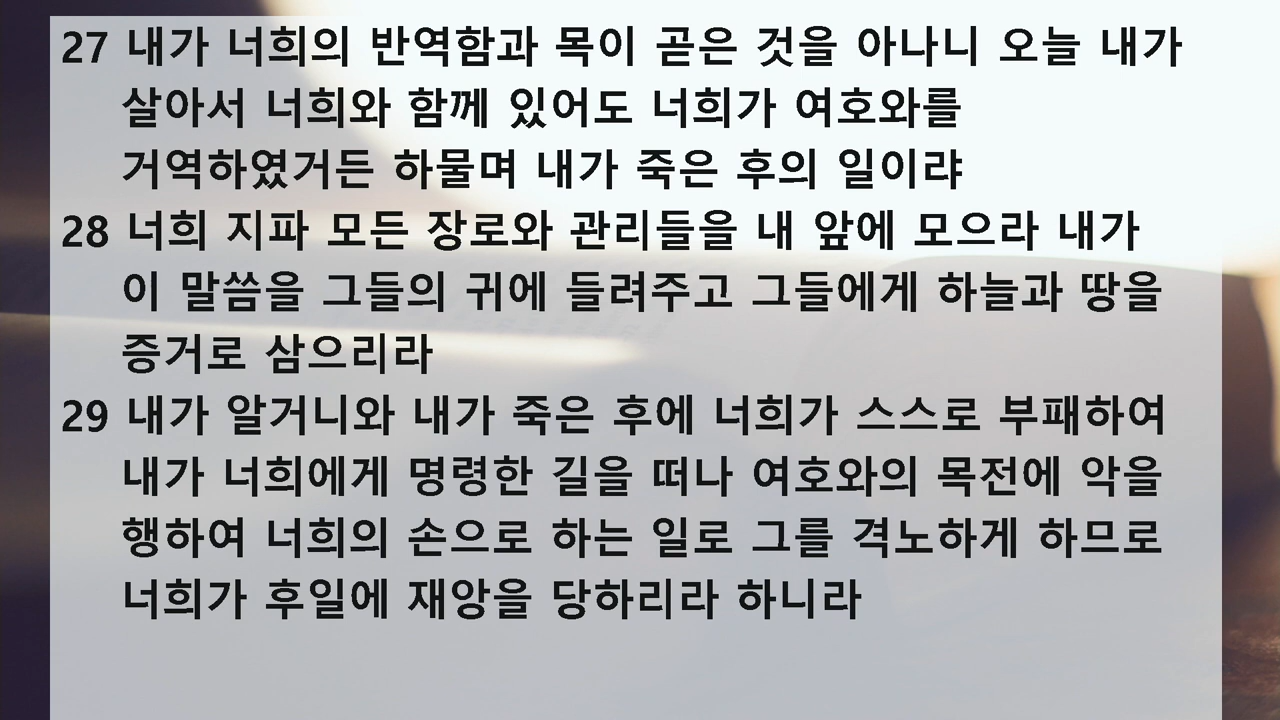 27 내가 너희의 반역함과 목이 곧은 것을 아나니 오늘 내가
살아서 너희와 함께 있어도 너희가 여호와를
거역하였거든 하물며 내가 죽은 후의 일이랴
28 너희 지파 모든 장로와 관리들을 내 앞에 모으라 내가
이 말씀을 그들의 귀에 들려주고 그들에게 하늘과 땅을
증거로 삼으리라
29 내가 알거니와 내가 죽은 후에 너희가 스스로 부패하여
내가 너희에게 명령한 길을 떠나 여호와의 목전에 악을
행하여 너희의 손으로 하는 일로 그를 격노하게 하므로
너희가 후일에 재앙을 당하리라 하니라